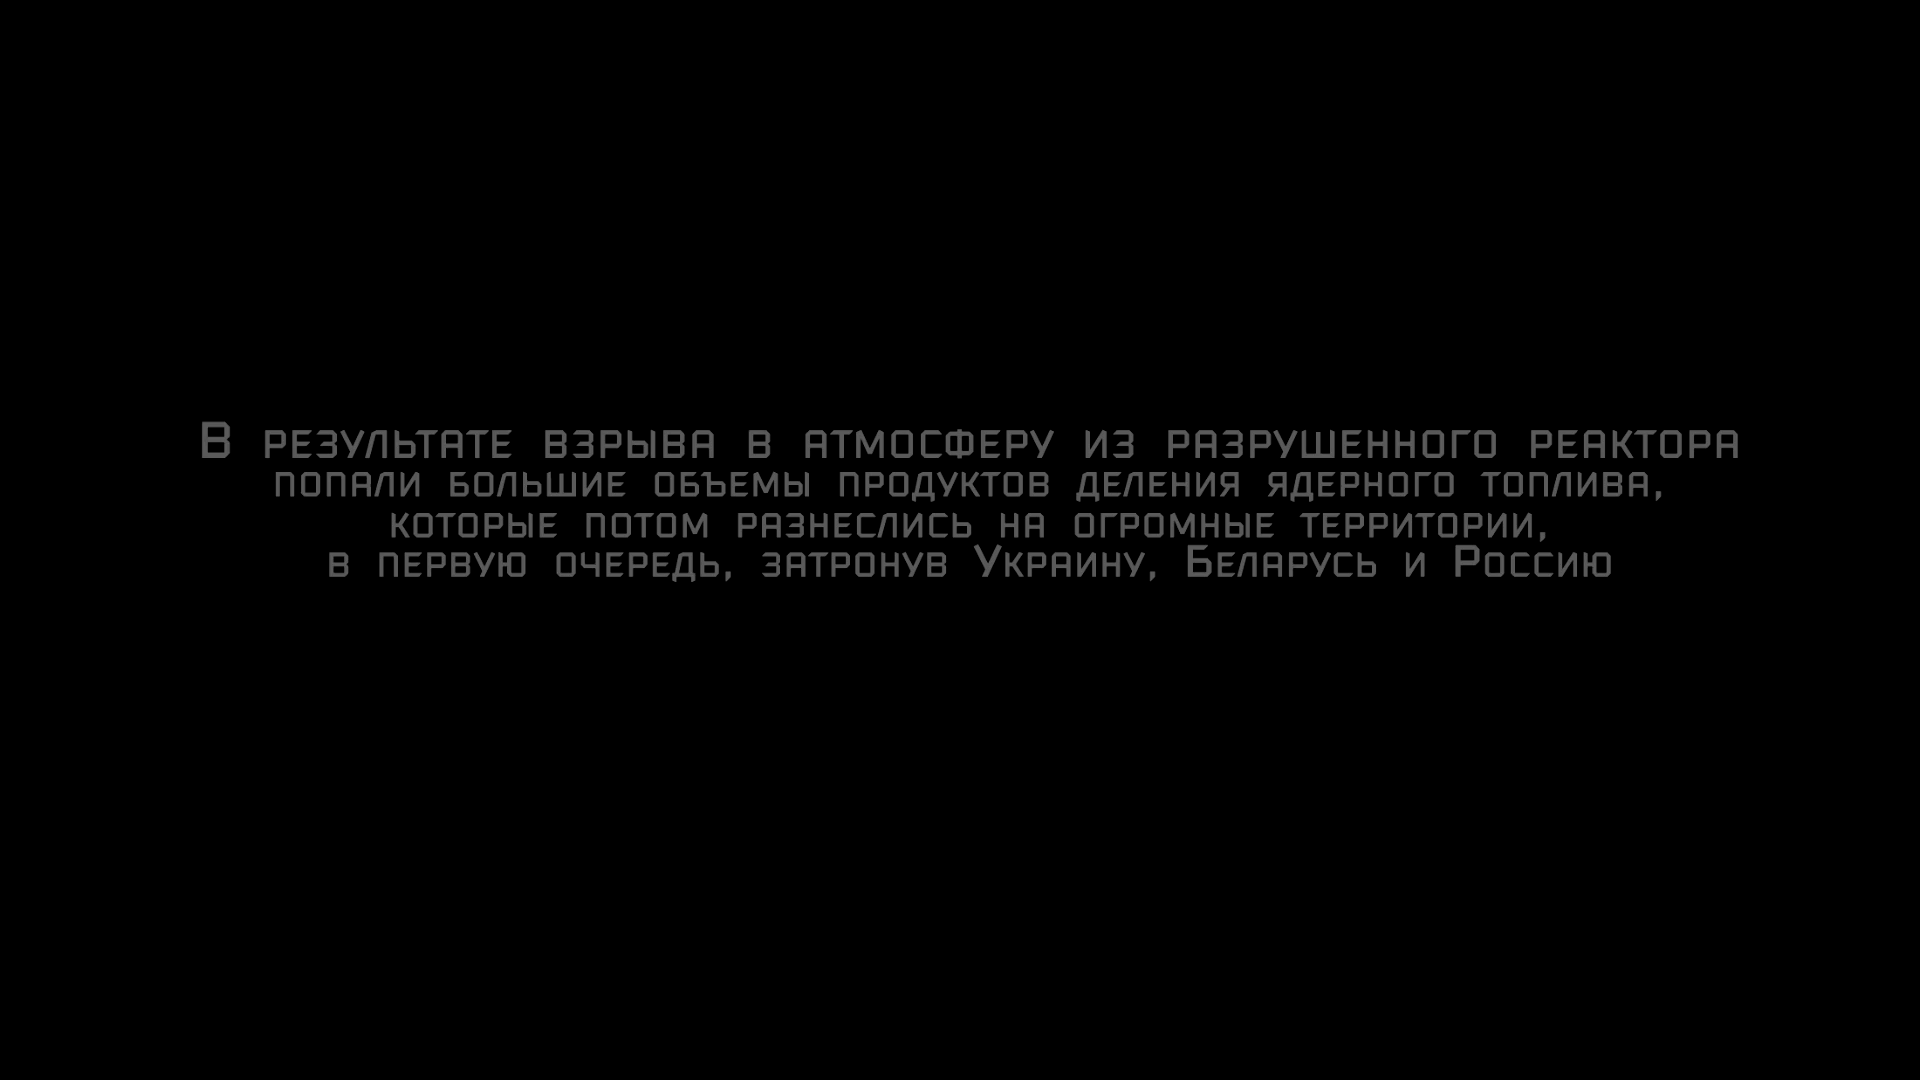 В результате взрыва в атмосферу из разрушенного реактора
попали большие объемы продуктов деления ядерного топлива,
которые потом разнеслись на огромные территории,
в первую очередь, затронув Украину, Беларусь и Россию